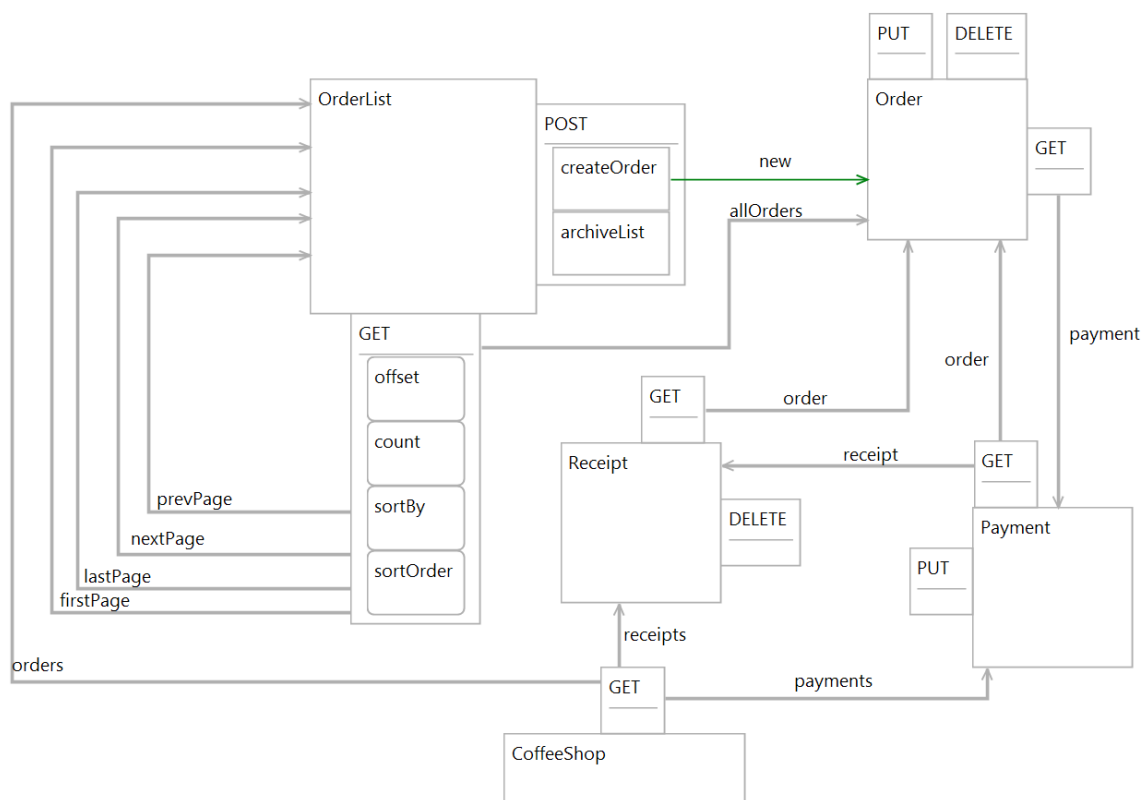 PUT
DELETE
OrderList
Order
POST
GET
createOrder
new
allOrders
archiveList
GET
payment
offset
order
GET
order
count
receipt
GET
Receipt
prevPage
sortBy
DELETE
Payment
nextPage
sortOrder
PUT
lastPage
firstPage
receipts
orders
GET
payments
CoffeeShop